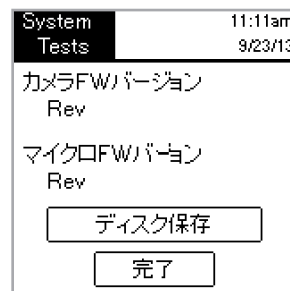 System 11:11am
Tests 9/23/13
カメラFWバージョン
Rev
マイクロFWバーョン
Rev
ディスク保存
完了